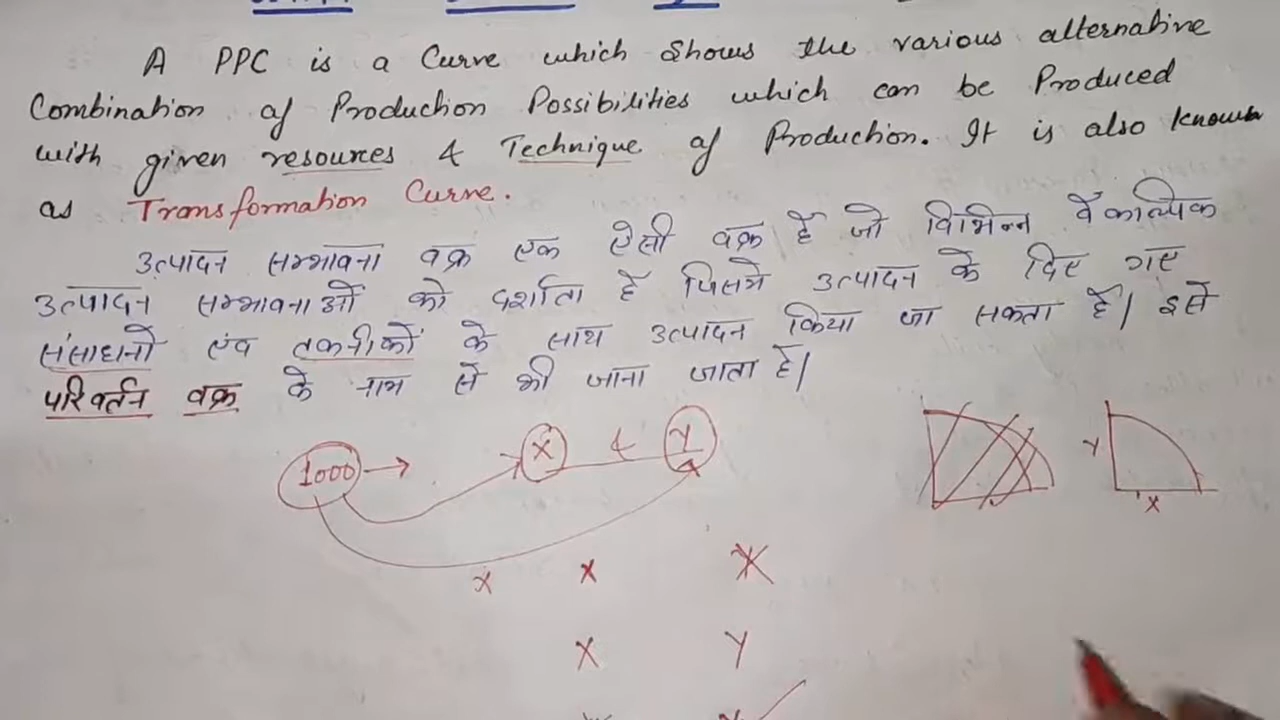 A PPC is a Curve which Shows the various alternative
Combination of Production Possibilities which can be Produced
with given resources & Technique of Production. It is also known
as Transformation Curve.
उत्पादन सम्भावना वक्र एक ऐसी वक्र है जो विभिन्न वैकल्पिक
उत्पादन सम्भावनाओं को दर्शाता है जिसमे उत्पादन के दिए गए
संसाधानो एंव तकनीकों के साथ उत्पादन किया जा सकता है। इसे
परिवर्तन वक्र के नाम से भी जाना जाता है।
1000 → X & Y
Y
X
X X X
X Y